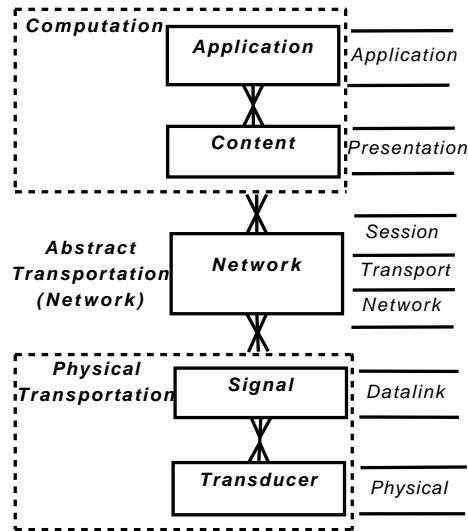 Computation
Application
Application
Content
Presentation
Abstract
Transportation
(Network)
Network
Session
Transport
Network
Physical
Transportation
Signal
Datalink
Transducer
Physical